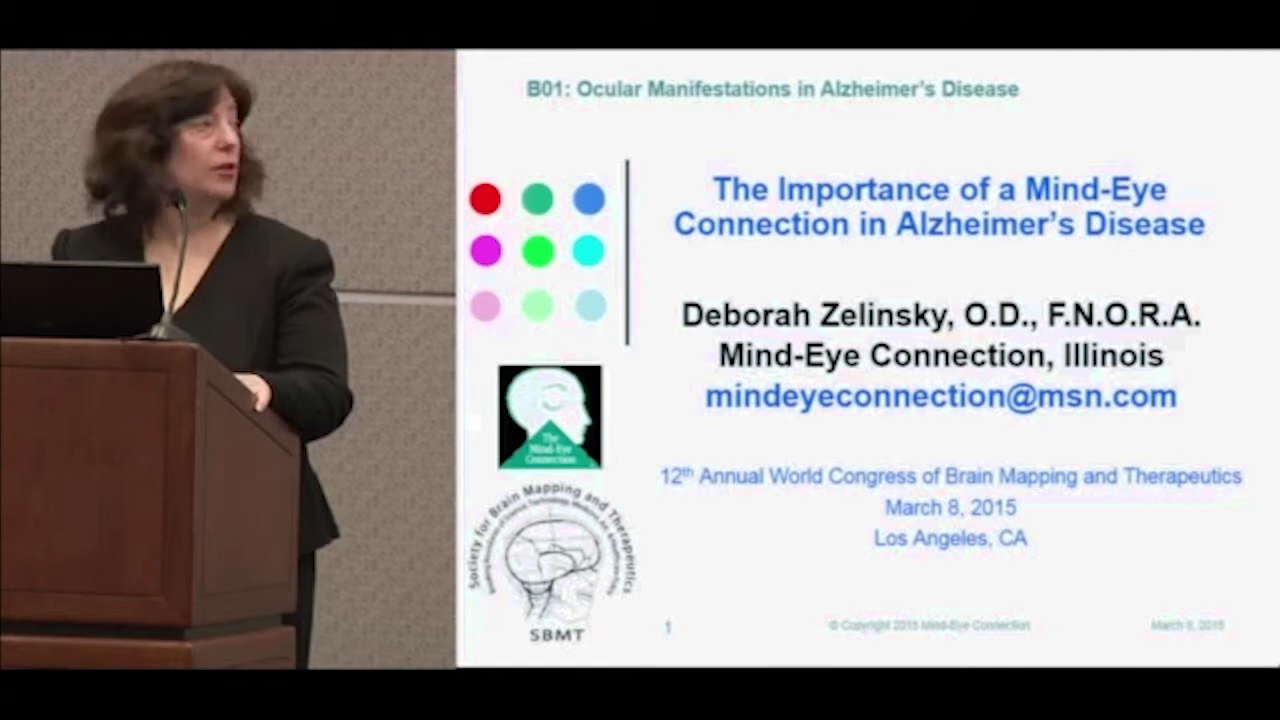 B01: Ocular Manifestations in Alzheimer's Disease
The Importance of a Mind-Eye
Connection in Alzheimer's Disease
Deborah Zelinsky, O.D., F.N.O.R.A.
Mind-Eye Connection, Illinois
mindeyeconnection@msn.com
The
Mind-Eye
Connection
12th Annual World Congress of Brain Mapping and Therapeutics
March 8, 2015
Los Angeles, CA
Society for Brain Mapping and Therapeutics
SBMT
1
© Copyright 2015 Mind-Eye Connection
March 8, 2015